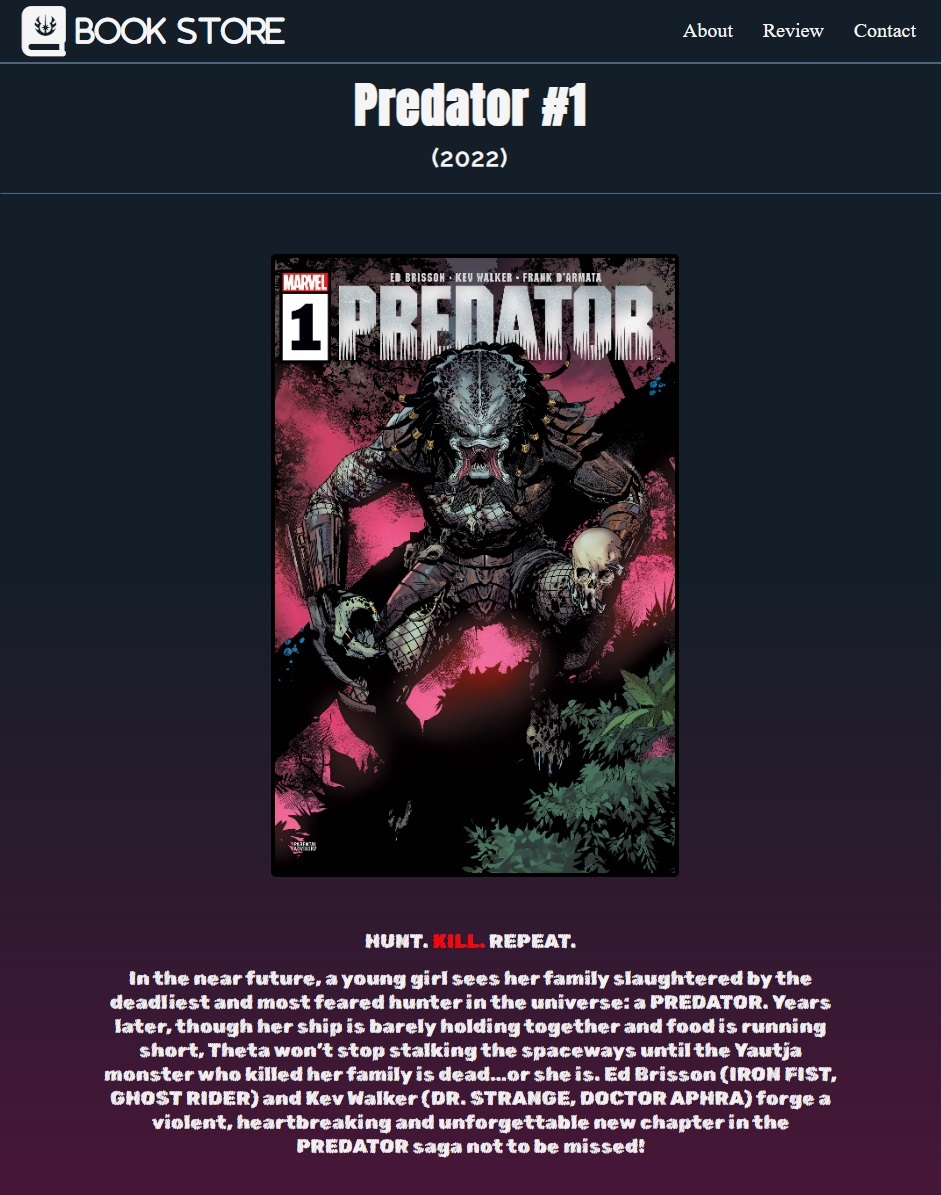 BOOK STORE
About Review Contact
Predator #1
(2022)
ED BRISSON · KEV WALKER · FRANK D'ARMATA
MARVEL
1
PREDATOR
PARENTAL
ADVISORY
HUNT. KILL. REPEAT.
In the near future, a young girl sees her family slaughtered by the
deadliest and most feared hunter in the universe: a PREDATOR. Years
later, though her ship is barely holding together and food is running
short, Theta won't stop stalking the spaceways until the Yautja
monster who killed her family is dead...or she is. Ed Brisson (IRON FIST,
GHOST RIDER) and Kev Walker (DR. STRANGE, DOCTOR APHRA) forge a
violent, heartbreaking and unforgettable new chapter in the
PREDATOR saga not to be missed!